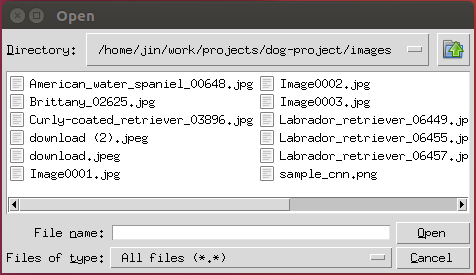 Open
Directory: /home/jin/work/projects/dog-project/images
American_water_spaniel_00648.jpg
Brittany_02625.jpg
Curly-coated_retriever_03896.jpg
download (2).jpeg
download.jpeg
Image0001.jpg
Image0002.jpg
Image0003.jpg
Labrador_retriever_06449.jp
Labrador_retriever_06455.jp
Labrador_retriever_06457.jp
sample_cnn.png
File name: Open
Files of type: All files (*.*) Cancel